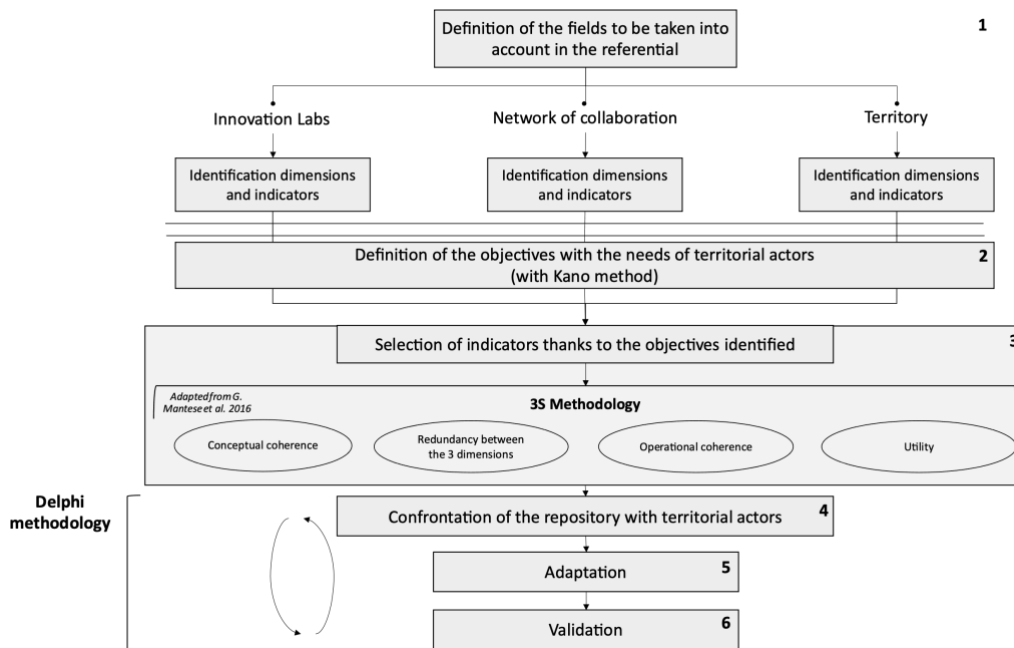 Definition of the fields to be taken into
account in the referential
1
Innovation Labs
Network of collaboration
Territory
Identification dimensions
and indicators
Identification dimensions
and indicators
Identification dimensions
and indicators
Definition of the objectives with the needs of territorial actors
(with Kano method)
2
Selection of indicators thanks to the objectives identified
3
Adapted from G.
Mantese et al. 2016
3S Methodology
Conceptual coherence
Redundancy between
the 3 dimensions
Operational coherence
Utility
Delphi
methodology
Confrontation of the repository with territorial actors
4
Adaptation
5
Validation
6